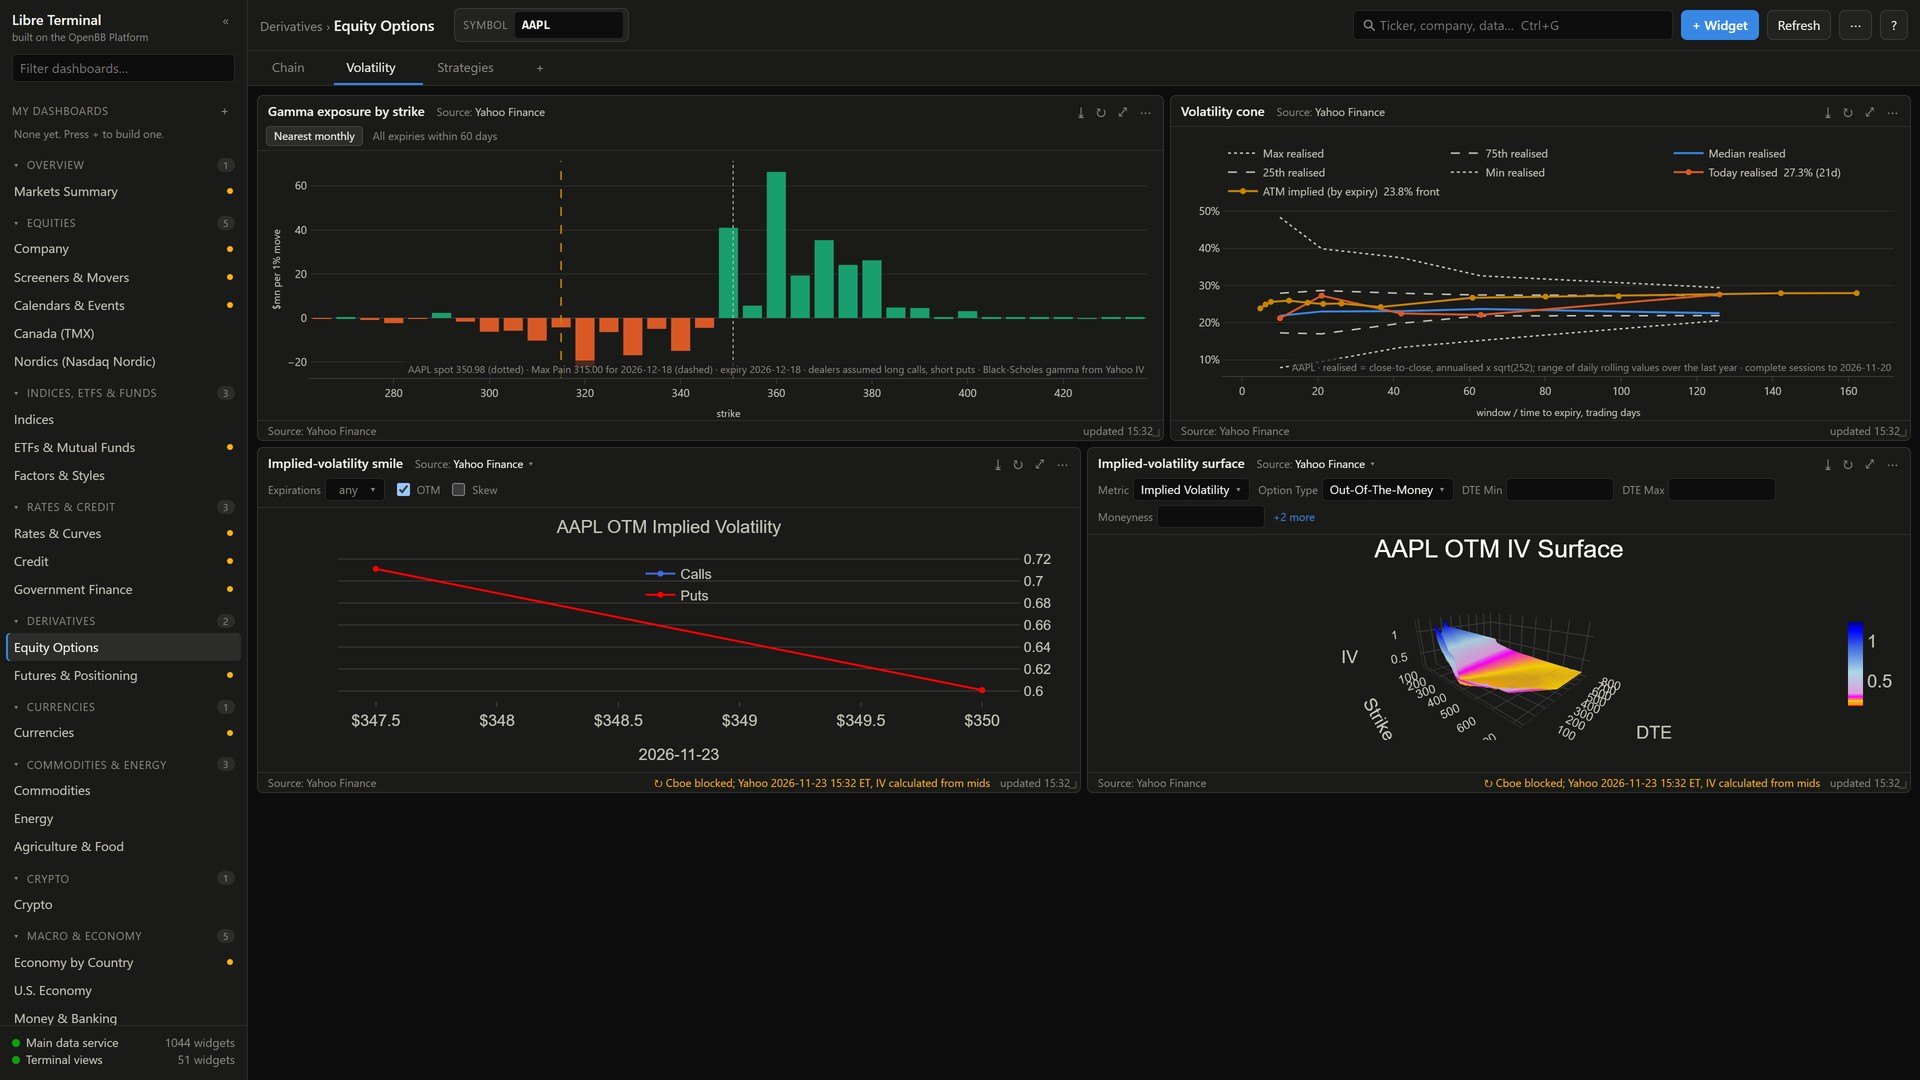 Libre Terminal
«
built on the OpenBB Platform
Filter dashboards...
MY DASHBOARDS +
None yet. Press + to build one.
OVERVIEW 1
Markets Summary
EQUITIES 5
Company
Screeners & Movers
Calendars & Events
Canada (TMX)
Nordics (Nasdaq Nordic)
INDICES, ETFS & FUNDS 3
Indices
ETFs & Mutual Funds
Factors & Styles
RATES & CREDIT 3
Rates & Curves
Credit
Government Finance
DERIVATIVES 2
Equity Options
Futures & Positioning
CURRENCIES 1
Currencies
COMMODITIES & ENERGY 3
Commodities
Energy
Agriculture & Food
CRYPTO 1
Crypto
MACRO & ECONOMY 5
Economy by Country
U.S. Economy
Money & Banking
Main data service 1044 widgets
Terminal views 51 widgets
Derivatives › Equity Options
SYMBOL AAPL
Ticker, company, data... Ctrl+G
+ Widget
Refresh
...
?
Chain Volatility Strategies +
Gamma exposure by strike Source: Yahoo Finance
Nearest monthly All expiries within 60 days
$mn per 1% move
60
40
20
0
−20
AAPL spot 350.98 (dotted) · Max Pain 315.00 for 2026-12-18 (dashed) · expiry 2026-12-18 · dealers assumed long calls, short puts · Black-Scholes gamma from Yahoo IV
280 300 320 340 360 380 400 420
strike
Source: Yahoo Finance updated 15:32
Volatility cone Source: Yahoo Finance
Max realised 75th realised Median realised
25th realised Min realised Today realised 27.3% (21d)
ATM implied (by expiry) 23.8% front
50%
40%
30%
20%
10%
AAPL · realised = close-to-close, annualised x sqrt(252); range of daily rolling values over the last year · complete sessions to 2026-11-20
0 20 40 60 80 100 120 140 160
window / time to expiry, trading days
Source: Yahoo Finance updated 15:32
Implied-volatility smile Source: Yahoo Finance
Expirations any OTM Skew
AAPL OTM Implied Volatility
Calls
Puts
0.72
0.7
0.68
0.66
0.64
0.62
0.6
$347.5 $348 $348.5 $349 $349.5 $350
2026-11-23
Source: Yahoo Finance ↻ Cboe blocked; Yahoo 2026-11-23 15:32 ET, IV calculated from mids updated 15:32
Implied-volatility surface Source: Yahoo Finance
Metric Implied Volatility Option Type Out-Of-The-Money DTE Min DTE Max
Moneyness +2 more
AAPL OTM IV Surface
IV
1
0.5
100
200
300
400
500
600
Strike
100
200
800
DTE
1
0.5
Source: Yahoo Finance ↻ Cboe blocked; Yahoo 2026-11-23 15:32 ET, IV calculated from mids updated 15:32